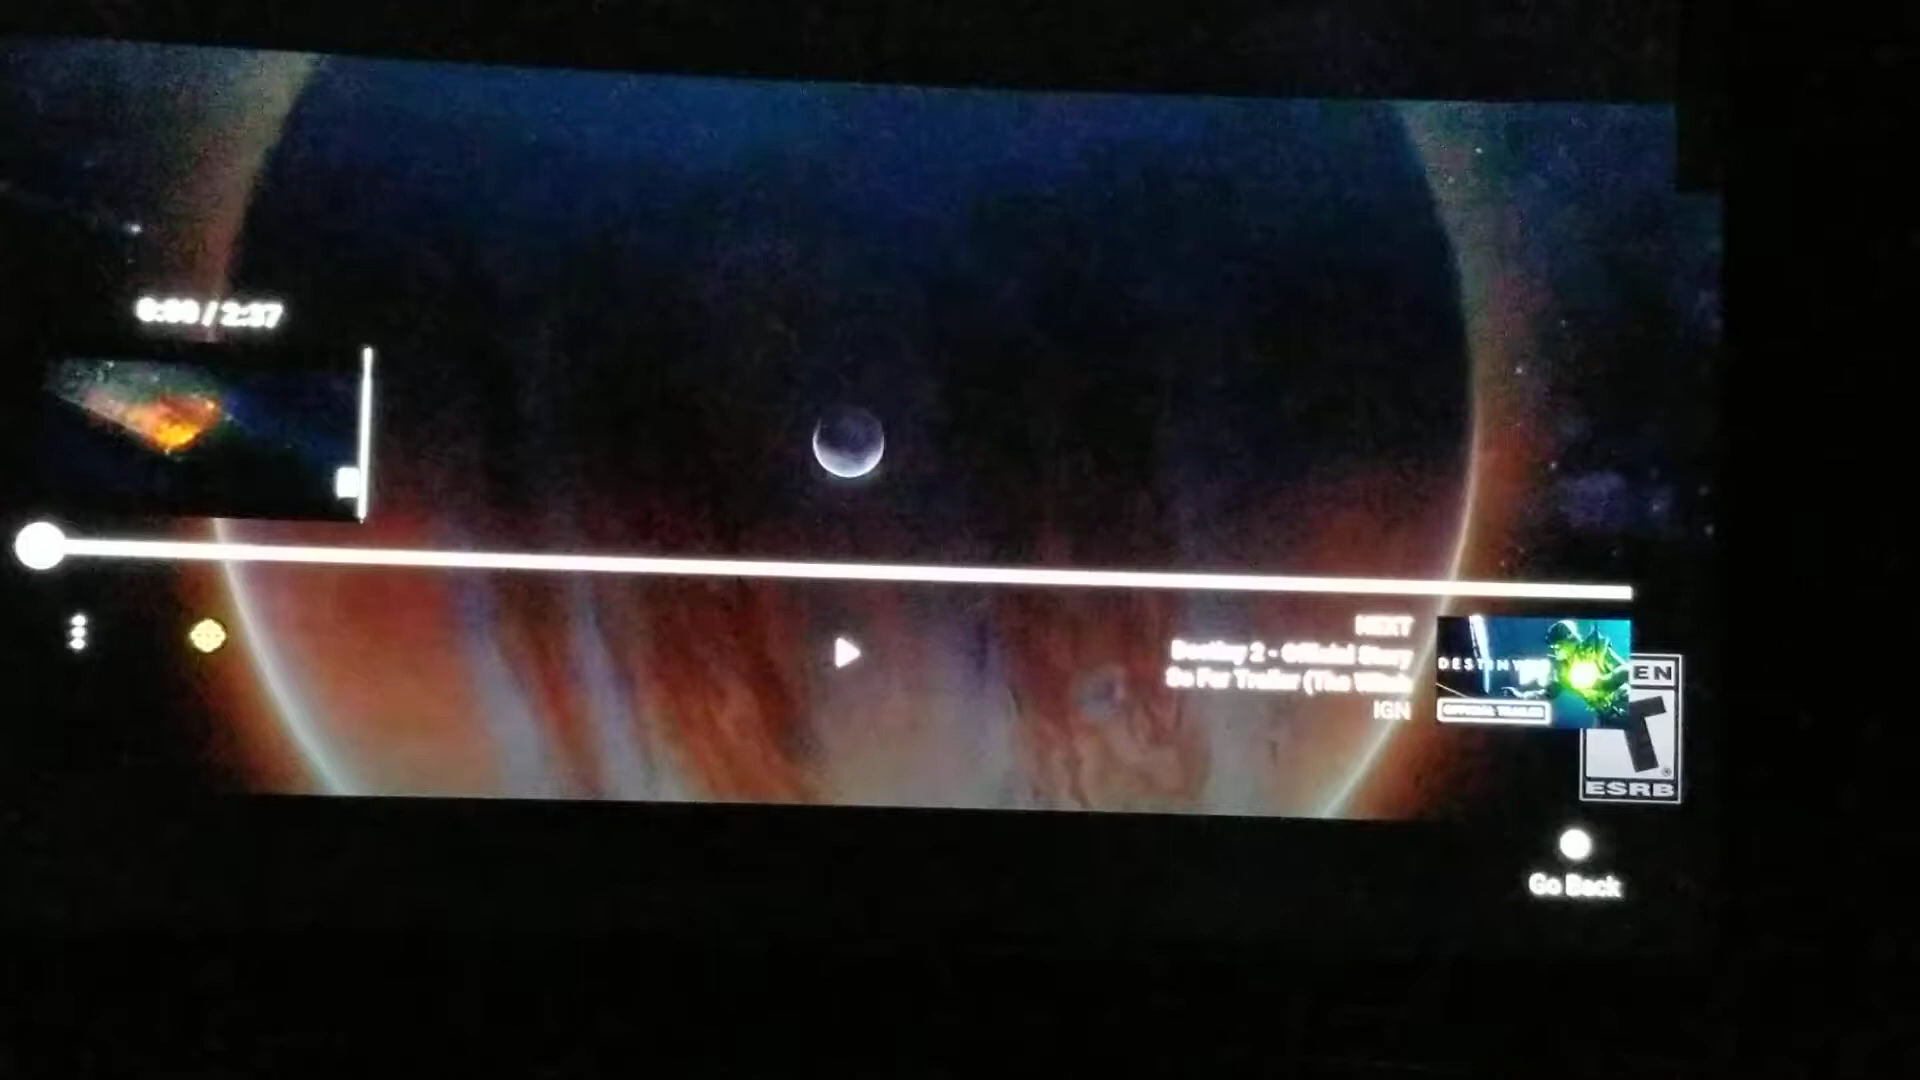 0:00 / 2:37
NEXT
Destiny 2 - Official Story
So Far Trailer (The Witch
IGN
DESTINY
OFFICIAL TRAILER
EN
T
ESRB
Go Back